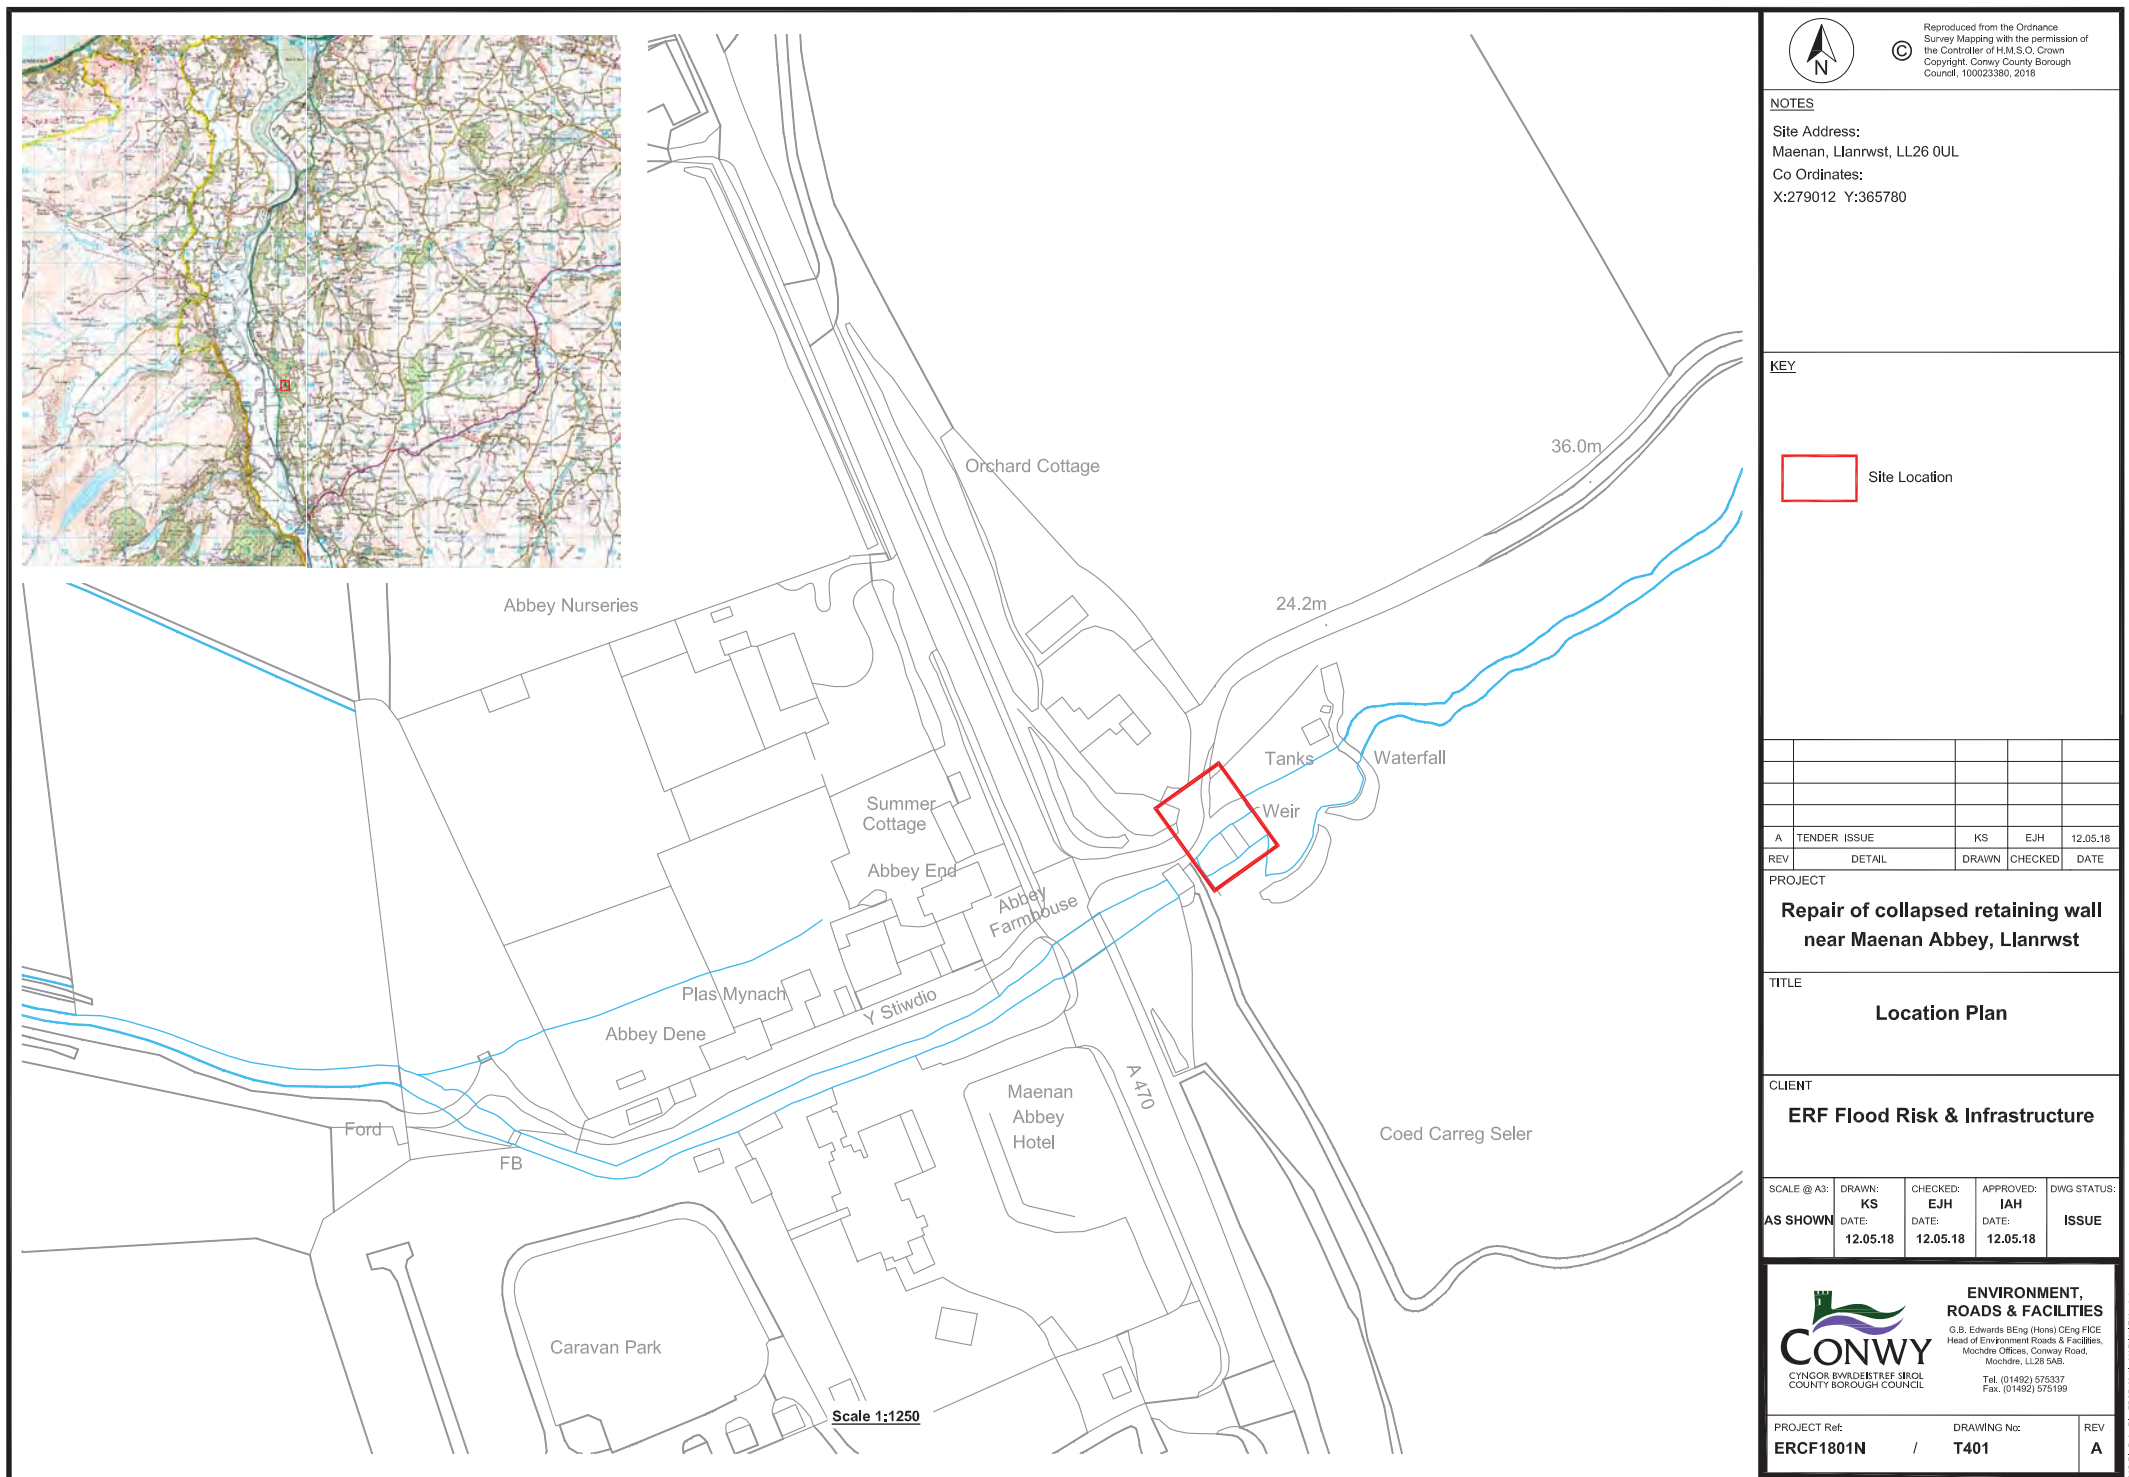 Abbey Nurseries
Orchard Cottage
36.0m
24.2m
Tanks
Waterfall
Weir
Summer
Cottage
Abbey End
Abbey
Farmhouse
Plas Mynach
Y Stiwdio
Abbey Dene
A 470
Maenan
Abbey
Hotel
Ford
FB
Coed Carreg Seler
Caravan Park
Scale 1:1250
N
©
Reproduced from the Ordnance
Survey Mapping with the permission of
the Controller of H.M.S.O. Crown
Copyright. Conwy County Borough
Council, 100023380, 2018
NOTES
Site Address:
Maenan, Llanrwst, LL26 0UL
Co Ordinates:
X:279012 Y:365780
KEY
Site Location
A TENDER ISSUE KS EJH 12.05.18
REV DETAIL DRAWN CHECKED DATE
PROJECT
Repair of collapsed retaining wall
near Maenan Abbey, Llanrwst
TITLE
Location Plan
CLIENT
ERF Flood Risk & Infrastructure
SCALE @ A3: DRAWN: CHECKED: APPROVED: DWG STATUS:
KS EJH IAH
AS SHOWN DATE: DATE: DATE: ISSUE
12.05.18 12.05.18 12.05.18
CONWY
CYNGOR BWRDEISTREF SIROL
COUNTY BOROUGH COUNCIL
ENVIRONMENT,
ROADS & FACILITIES
G.B. Edwards BEng (Hons) CEng FICE
Head of Environment Roads & Facilities,
Mochdre Offices, Conway Road,
Mochdre, LL28 5AB.
Tel. (01492) 575337
Fax. (01492) 575199
PROJECT Ref: DRAWING No: REV
ERCF1801N / T401 A